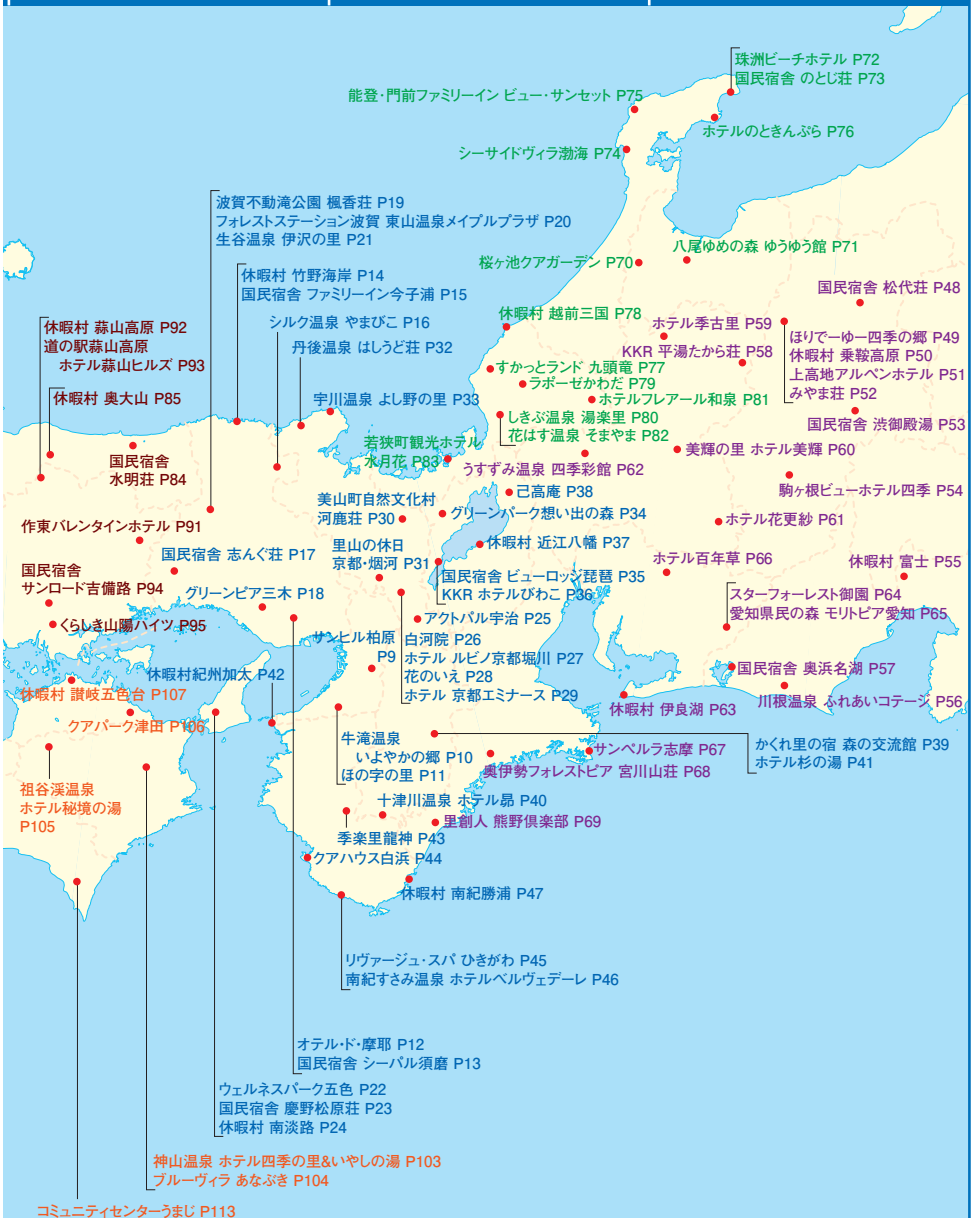 珠洲ビーチホテル P72
国民宿舎 のとじ荘 P73
能登・門前ファミリーイン ビュー・サンセット P75
ホテルのときんぷら P76
シーサイドヴィラ渤海 P74
波賀不動滝公園 楓香荘 P19
フォレストステーション波賀 東山温泉メイプルプラザ P20
生谷温泉 伊沢の里 P21
八尾ゆめの森 ゆうゆう館 P71
桜ヶ池クアガーデン P70
休暇村 竹野海岸 P14
国民宿舎 ファミリーイン今子浦 P15
国民宿舎 松代荘 P48
休暇村 越前三国 P78
シルク温泉 やまびこ P16
ホテル季古里 P59
休暇村 蒜山高原 P92
道の駅蒜山高原
ホテル蒜山ヒルズ P93
丹後温泉 はしうど荘 P32
KKR 平湯たから荘 P58
ほりでーゆー四季の郷 P49
休暇村 乗鞍高原 P50
上高地アルペンホテル P51
みやま荘 P52
すかっとランド 九頭竜 P77
ラポーゼかわだ P79
休暇村 奥大山 P85
宇川温泉 よし野の里 P33
ホテルフレアール和泉 P81
しきぶ温泉 湯楽里 P80
花はす温泉 そまやま P82
国民宿舎 渋御殿湯 P53
若狭町観光ホテル
水月花 P83
美輝の里 ホテル美輝 P60
国民宿舎
水明荘 P84
うすずみ温泉 四季彩館 P62
駒ヶ根ビューホテル四季 P54
己高庵 P38
美山町自然文化村
河鹿荘 P30
グリーンパーク想い出の森 P34
ホテル花更紗 P61
作東バレンタインホテル P91
国民宿舎 志んぐ荘 P17
里山の休日
京都・烟河 P31
休暇村 近江八幡 P37
ホテル百年草 P66
休暇村 富士 P55
国民宿舎
サンロード吉備路 P94
国民宿舎 ビューロッジ琵琶 P35
KKR ホテルびわこ P36
グリーンピア三木 P18
スターフォーレスト御園 P64
愛知県民の森 モリトピア愛知 P65
くらしき山陽ハイツ P95
アクトパル宇治 P25
サンヒル柏原
P9
白河院 P26
ホテル ルビノ京都堀川 P27
花のいえ P28
ホテル 京都エミナース P29
休暇村紀州加太 P42
国民宿舎 奥浜名湖 P57
休暇村 讃岐五色台 P107
川根温泉 ふれあいコテージ P56
休暇村 伊良湖 P63
クアパーク津田 P106
牛滝温泉
いよやかの郷 P10
ほの字の里 P11
かくれ里の宿 森の交流館 P39
ホテル杉の湯 P41
サンペルラ志摩 P67
奥伊勢フォレストピア 宮川山荘 P68
祖谷渓温泉
ホテル秘境の湯
P105
十津川温泉 ホテル昴 P40
里創人 熊野倶楽部 P69
季楽里龍神 P43
クアハウス白浜 P44
休暇村 南紀勝浦 P47
リヴァージュ・スパ ひきがわ P45
南紀すさみ温泉 ホテルベルヴェデーレ P46
オテル・ド・摩耶 P12
国民宿舎 シーパル須磨 P13
ウェルネスパーク五色 P22
国民宿舎 慶野松原荘 P23
休暇村 南淡路 P24
神山温泉 ホテル四季の里&いやしの湯 P103
ブルーヴィラ あなぶき P104
コミュニティセンターうまじ P113